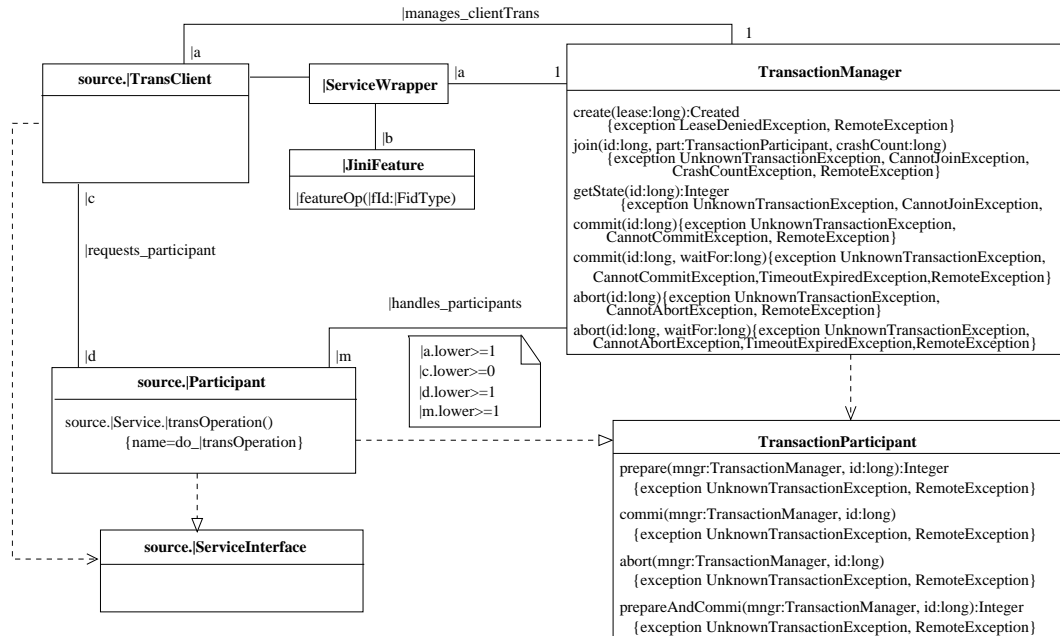 |manages_clientTrans
|a
1
source.|TransClient
|ServiceWrapper
|a
1
TransactionManager
create(lease:long):Created
{exception LeaseDeniedException, RemoteException}
join(id:long, part:TransactionParticipant, crashCount:long)
{exception UnknownTransactionException, CannotJoinException,
CrashCountException, RemoteException}
getState(id:long):Integer
{exception UnknownTransactionException, CannotJoinException,
commit(id:long){exception UnknownTransactionException,
CannotCommitException, RemoteException}
commit(id:long, waitFor:long){exception UnknownTransactionException,
CannotCommitException,TimeoutExpiredException,RemoteException}
abort(id:long){exception UnknownTransactionException,
CannotAbortException, RemoteException}
abort(id:long, waitFor:long){exception UnknownTransactionException,
CannotAbortException,TimeoutExpiredException,RemoteException}
|b
|JiniFeature
|featureOp(|fId:|FidType)
|c
|requests_participant
|d
|handles_participants
|m
|a.lower>=1
|c.lower>=0
|d.lower>=1
|m.lower>=1
source.|Participant
source.|Service.|transOperation()
{name=do_|transOperation}
source.|ServiceInterface
TransactionParticipant
prepare(mngr:TransactionManager, id:long):Integer
{exception UnknownTransactionException, RemoteException}
commi(mngr:TransactionManager, id:long)
{exception UnknownTransactionException, RemoteException}
abort(mngr:TransactionManager, id:long)
{exception UnknownTransactionException, RemoteException}
prepareAndCommi(mngr:TransactionManager, id:long):Integer
{exception UnknownTransactionException, RemoteException}